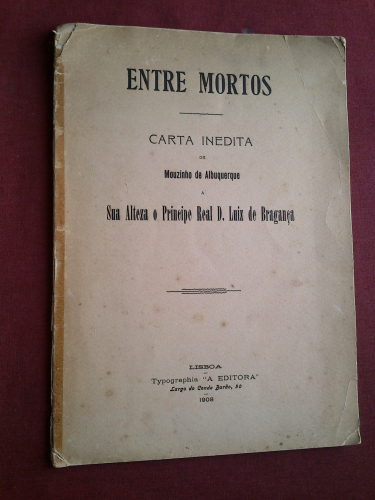 ENTRE MORTOS
CARTA INEDITA
DE
Mouzinho de Albuquerque
A
Sua Alteza o Principe Real D. Luiz de Bragança
LISBOA
Typographia "A EDITORA"
Largo do Conde Barão, 50
1908